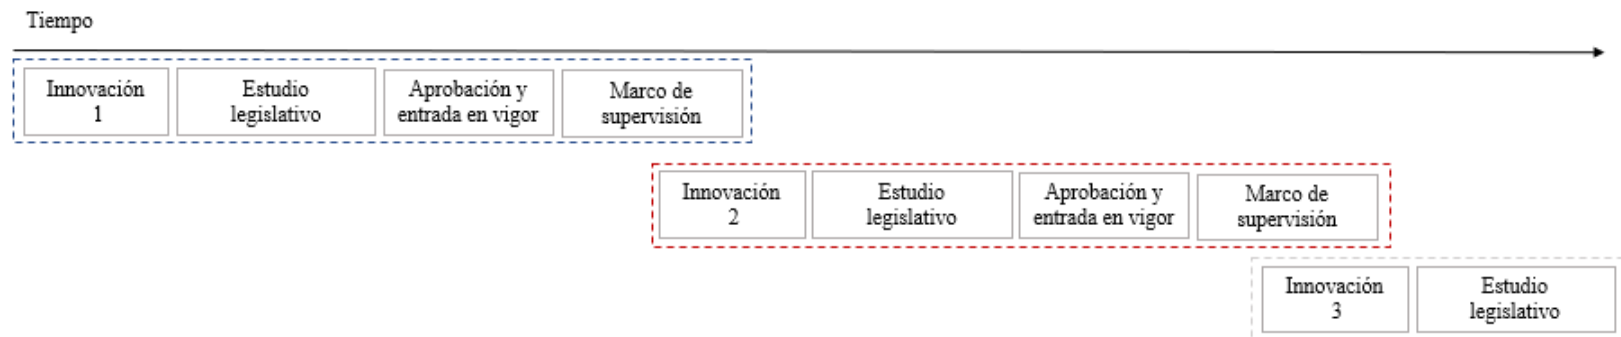 Tiempo
Innovación
1
Estudio
legislativo
Aprobación y
entrada en vigor
Marco de
supervisión
Innovación
2
Estudio
legislativo
Aprobación y
entrada en vigor
Marco de
supervisión
Innovación
3
Estudio
legislativo